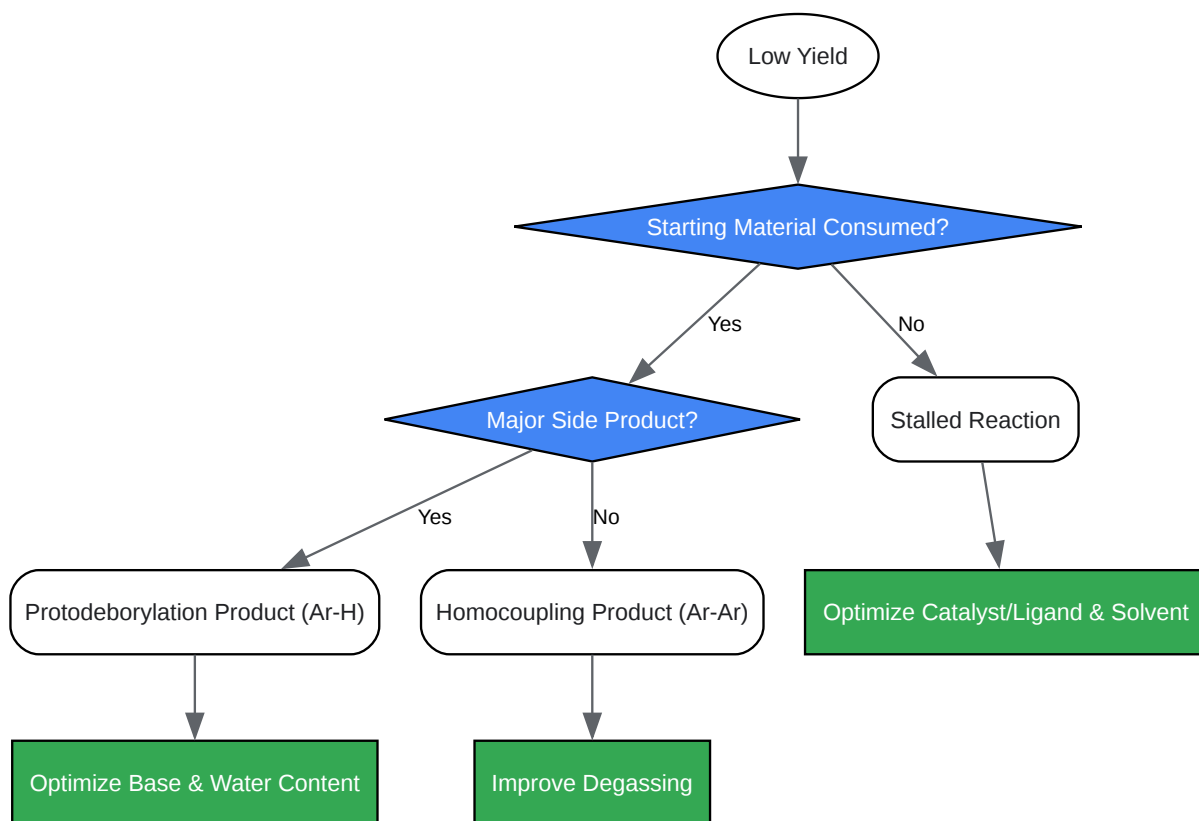 Low Yield
Starting Material Consumed?
Yes
No
Major Side Product?
Stalled Reaction
Yes
No
Protodeborylation Product (Ar-H)
Homocoupling Product (Ar-Ar)
Optimize Catalyst/Ligand & Solvent
Optimize Base & Water Content
Improve Degassing